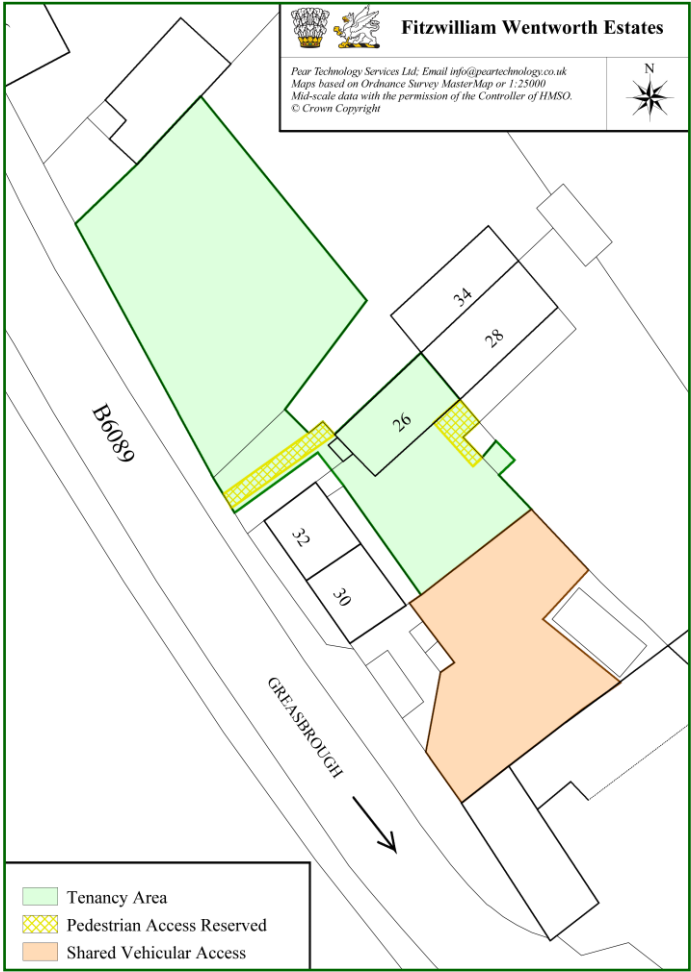 Fitzwilliam Wentworth Estates
Pear Technology Services Ltd; Email info@peartechnology.co.uk
Maps based on Ordnance Survey MasterMap or 1:25000
Mid-scale data with the permission of the Controller of HMSO.
© Crown Copyright
N
34
28
26
B6089
32
30
GREASBROUGH
Tenancy Area
Pedestrian Access Reserved
Shared Vehicular Access